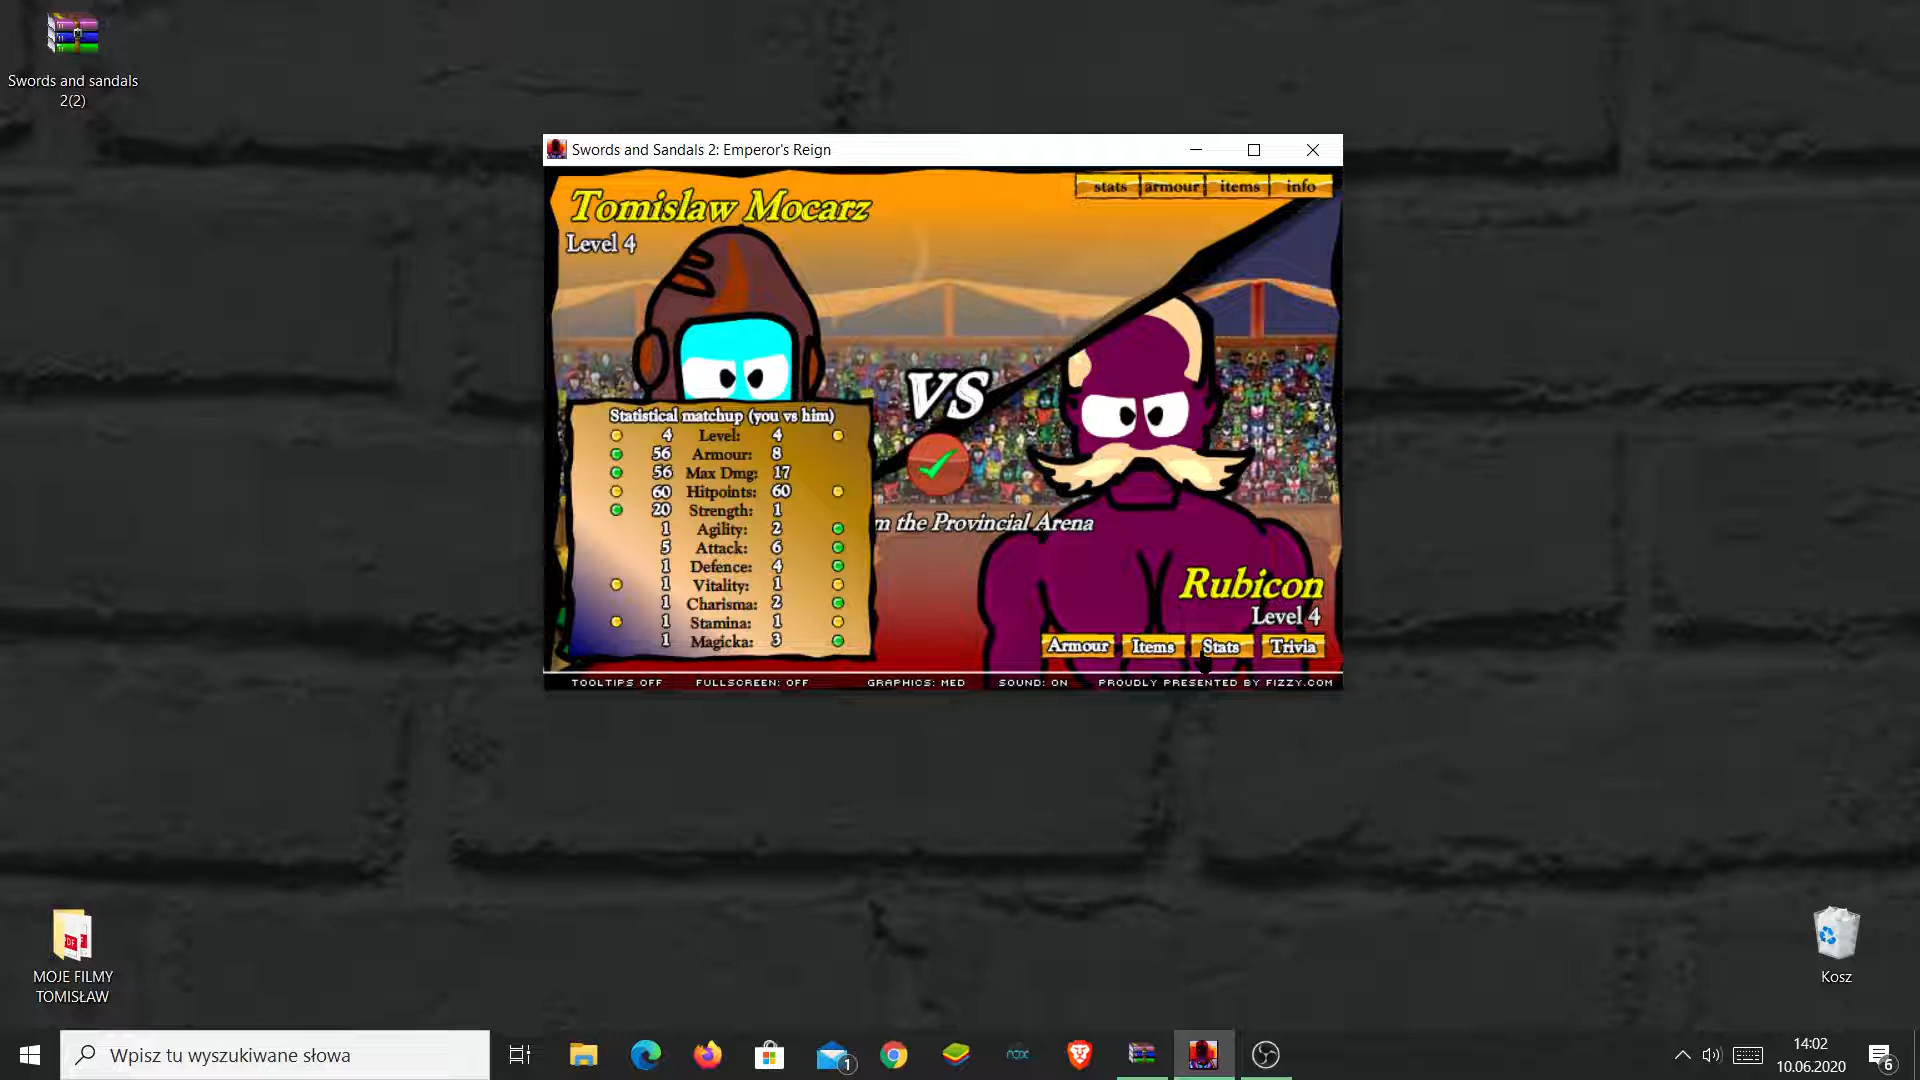 Swords and sandals
2(2)
Swords and Sandals 2: Emperor's Reign
Tomislaw Mocarz
Level 4
stats armour items info
VS
Statistical matchup (you vs him)
4 Level: 4
56 Armour: 8
56 Max Dmg: 17
60 Hitpoints: 60
20 Strength: 1
1 Agility: 2
5 Attack: 6
1 Defence: 4
1 Vitality: 1
1 Charisma: 2
1 Stamina: 1
1 Magicka: 3
the Provincial Arena
Rubicon
Level 4
Armour Items Stats Trivia
TOOLTIPS OFF FULLSCREEN: OFF GRAPHICS: MED SOUND: ON PROUDLY PRESENTED BY FIZZY.COM
MOJE FILMY
TOMISŁAW
Kosz
Wpisz tu wyszukiwane słowa
1
nox
14:02
10.06.2020
6